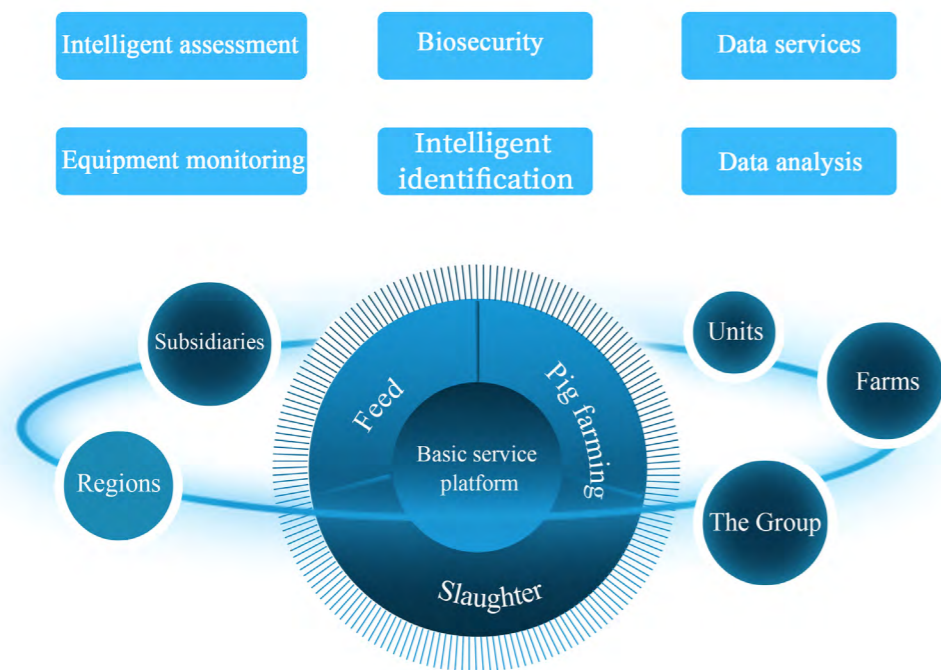 Intelligent assessment
Biosecurity
Data services
Equipment monitoring
Intelligent
identification
Data analysis
Subsidiaries
Units
Farms
Feed
Pig farming
Basic service
platform
Regions
The Group
Slaughter